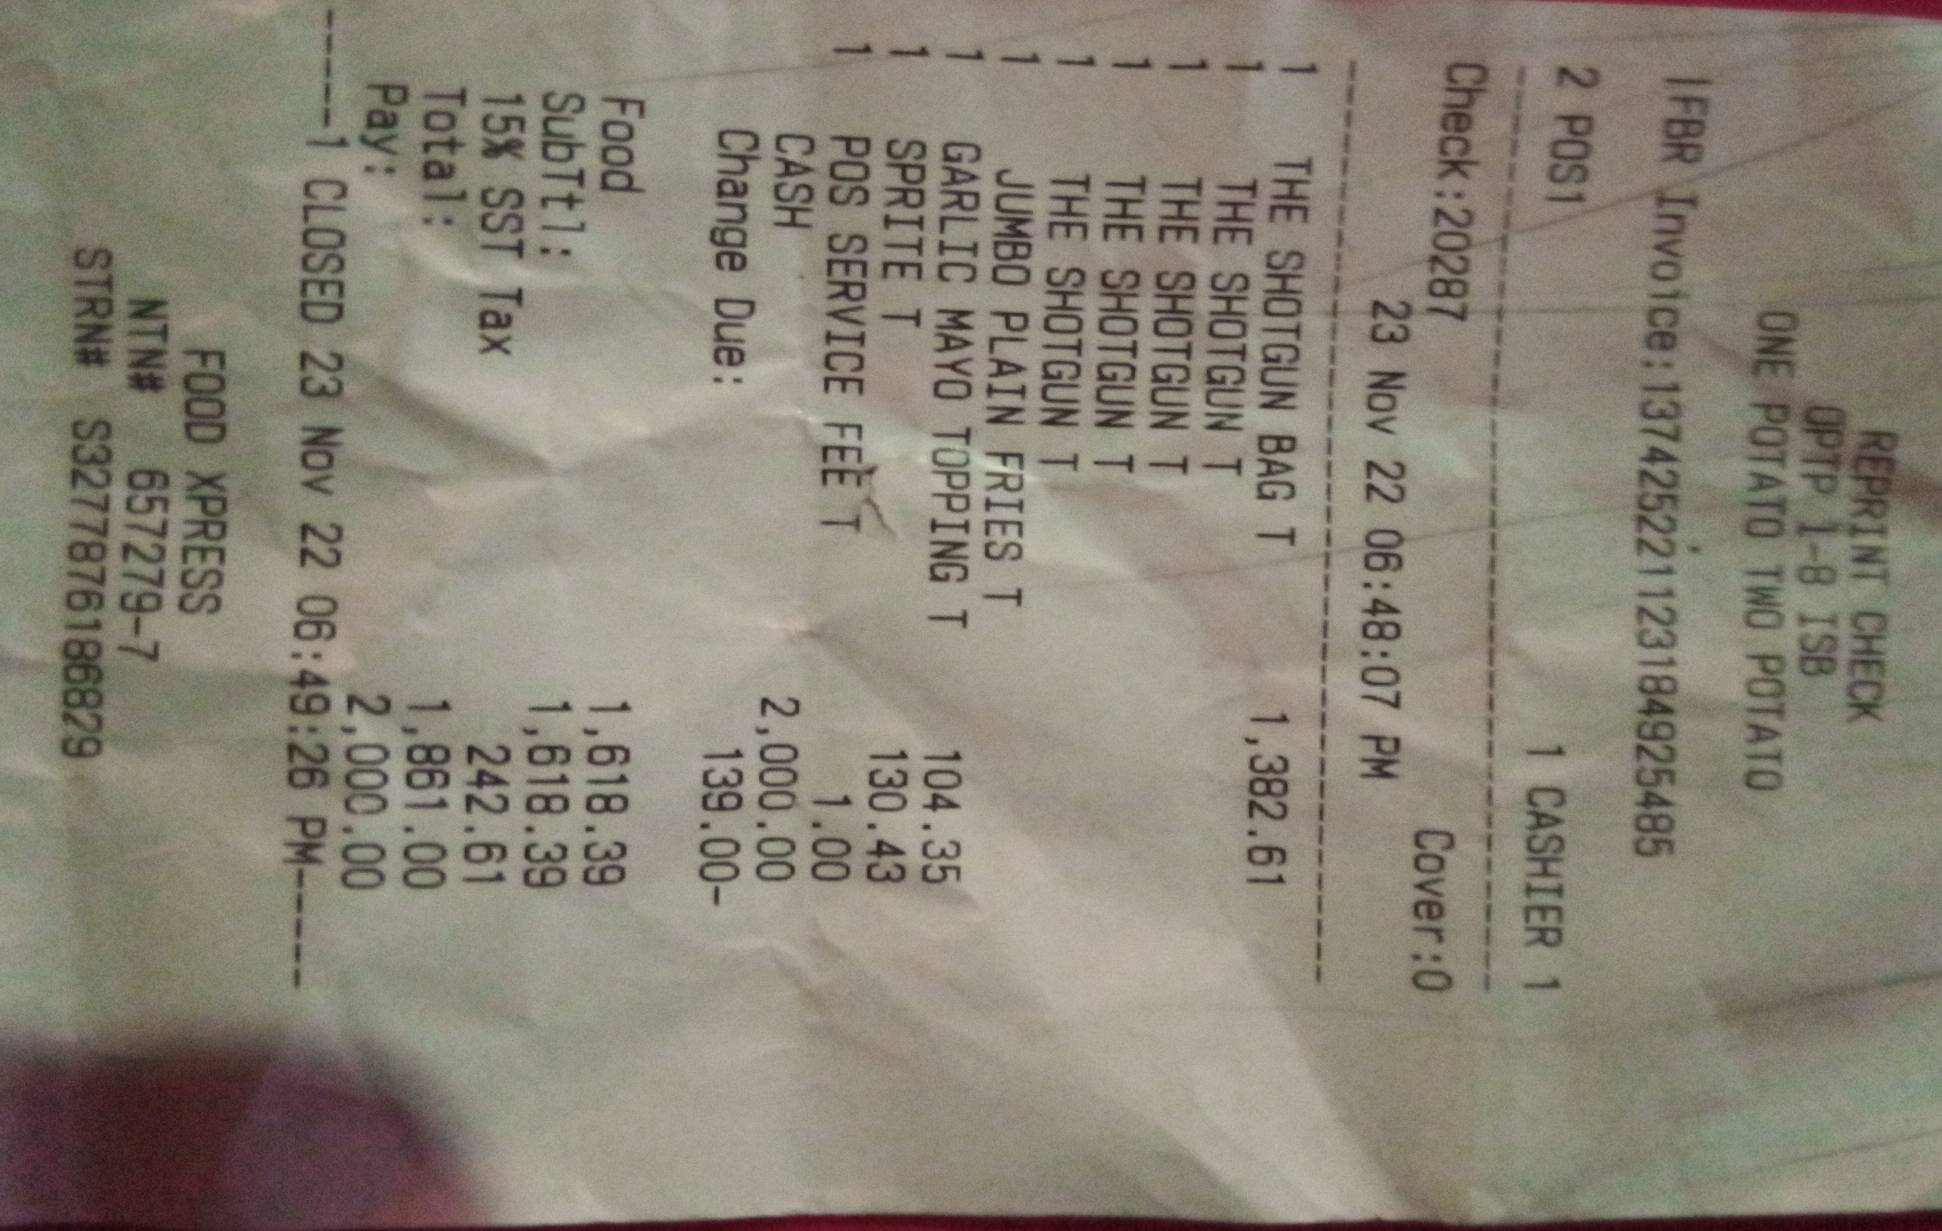 REPRINT CHECK
OPTP 1-8 ISB
ONE POTATO TWO POTATO
IFBR Invoice:137425221123184925485
2 POS1 1 CASHIER 1
--------------------------------
Check:20287 Cover:0
23 Nov 22 06:48:07 PM
--------------------------------
1 THE SHOTGUN BAG T 1,382.61
1 THE SHOTGUN T
1 THE SHOTGUN T
1 THE SHOTGUN T
1 THE SHOTGUN T
1 JUMBO PLAIN FRIES T
1 GARLIC MAYO TOPPING T 104.35
1 SPRITE T 130.43
1 POS SERVICE FEE T 1.00
CASH 2,000.00
Change Due: 139.00-
Food 1,618.39
SubTtl: 1,618.39
15% SST Tax 242.61
Total: 1,861.00
Pay: 2,000.00
-----1 CLOSED 23 Nov 22 06:49:26 PM-----
FOOD XPRESS
NTN# 657279-7
STRN# S3277876186829